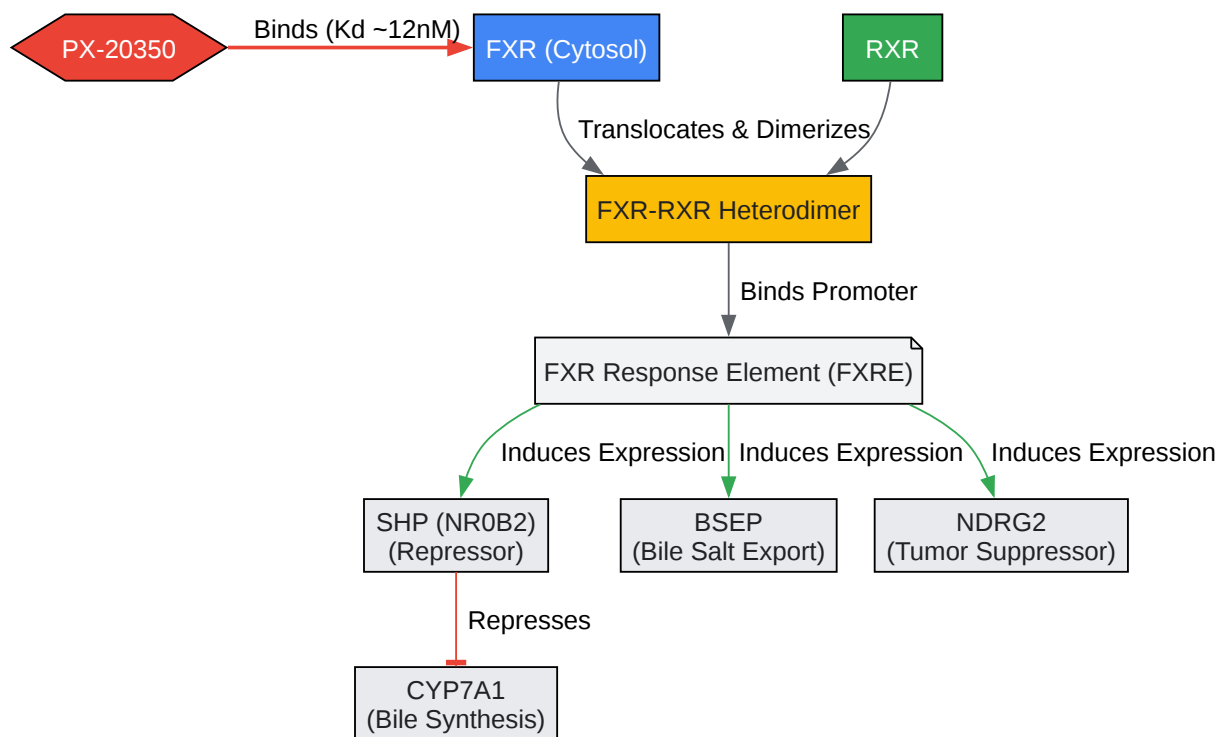 PX-20350
Binds (Kd ~12nM)
FXR (Cytosol)
RXR
Translocates & Dimerizes
FXR-RXR Heterodimer
Binds Promoter
FXR Response Element (FXRE)
Induces Expression
Induces Expression
Induces Expression
SHP (NR0B2)
(Repressor)
BSEP
(Bile Salt Export)
NDRG2
(Tumor Suppressor)
Represses
CYP7A1
(Bile Synthesis)